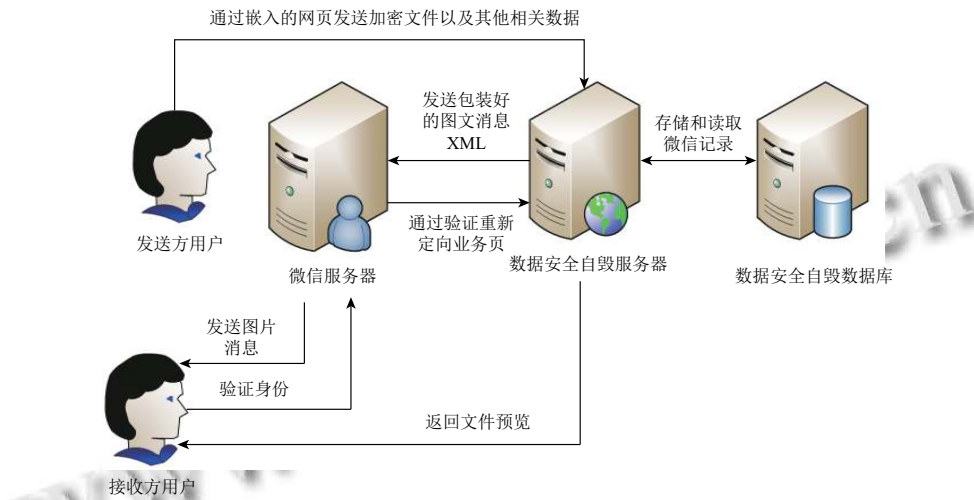 通过嵌入的网页发送加密文件以及其他相关数据
发送包装好
的图文消息
XML
存储和读取
微信记录
发送方用户
通过验证重新
定向业务页
微信服务器
数据安全自毁服务器
数据安全自毁数据库
发送图片
消息
验证身份
返回文件预览
接收方用户